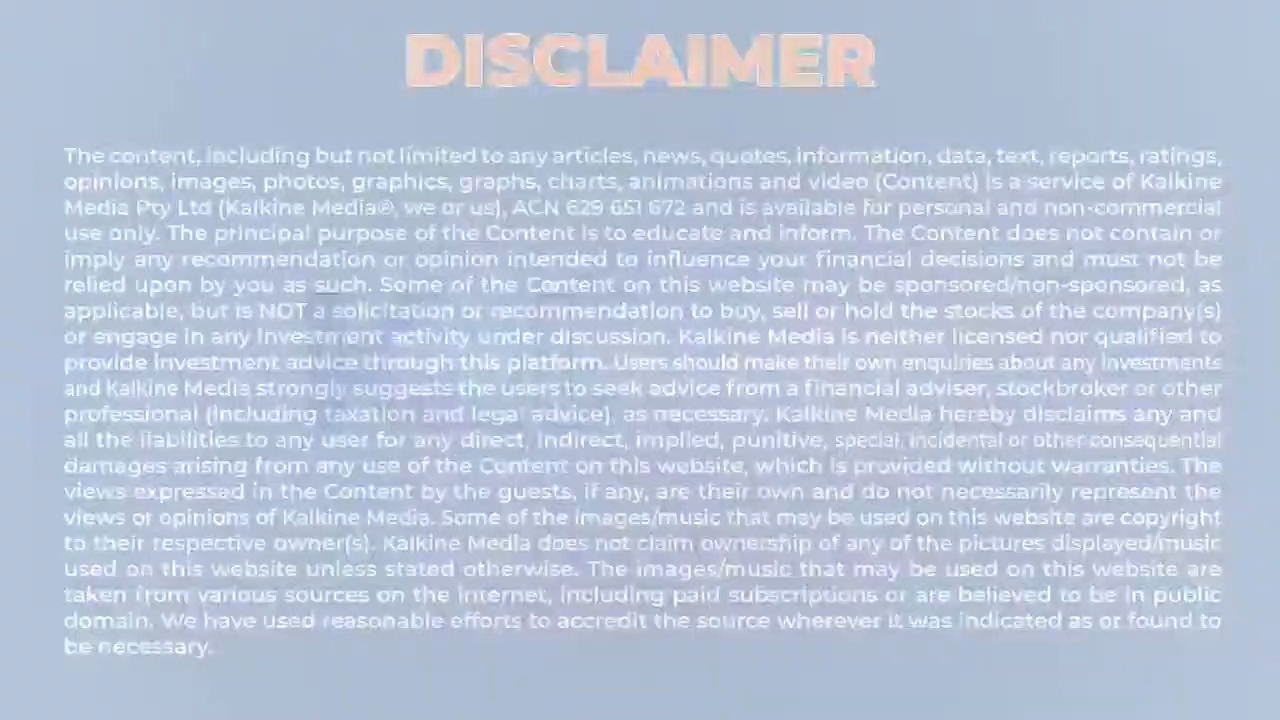 DISCLAIMER
The content, including but not limited to any articles, news, quotes, information, data, text, reports, ratings,
opinions, images, photos, graphics, graphs, charts, animations and video (Content) is a service of Kalkine
Media Pty Ltd (Kalkine Media®, we or us), ACN 629 651 672 and is available for personal and non-commercial
use only. The principal purpose of the Content is to educate and inform. The Content does not contain or
imply any recommendation or opinion intended to influence your financial decisions and must not be
relied upon by you as such. Some of the Content on this website may be sponsored/non-sponsored, as
applicable, but is NOT a solicitation or recommendation to buy, sell or hold the stocks of the company(s)
or engage in any investment activity under discussion. Kalkine Media is neither licensed nor qualified to
provide investment advice through this platform. Users should make their own enquiries about any investments
and Kalkine Media strongly suggests the users to seek advice from a financial adviser, stockbroker or other
professional (including taxation and legal advice), as necessary. Kalkine Media hereby disclaims any and
all the liabilities to any user for any direct, indirect, implied, punitive, special, incidental or other consequential
damages arising from any use of the Content on this website, which is provided without warranties. The
views expressed in the Content by the guests, if any, are their own and do not necessarily represent the
views or opinions of Kalkine Media. Some of the images/music that may be used on this website are copyright
to their respective owner(s). Kalkine Media does not claim ownership of any of the pictures displayed/music
used on this website unless stated otherwise. The images/music that may be used on this website are
taken from various sources on the internet, including paid subscriptions or are believed to be in public
domain. We have used reasonable efforts to accredit the source wherever it was indicated as or found to
be necessary.